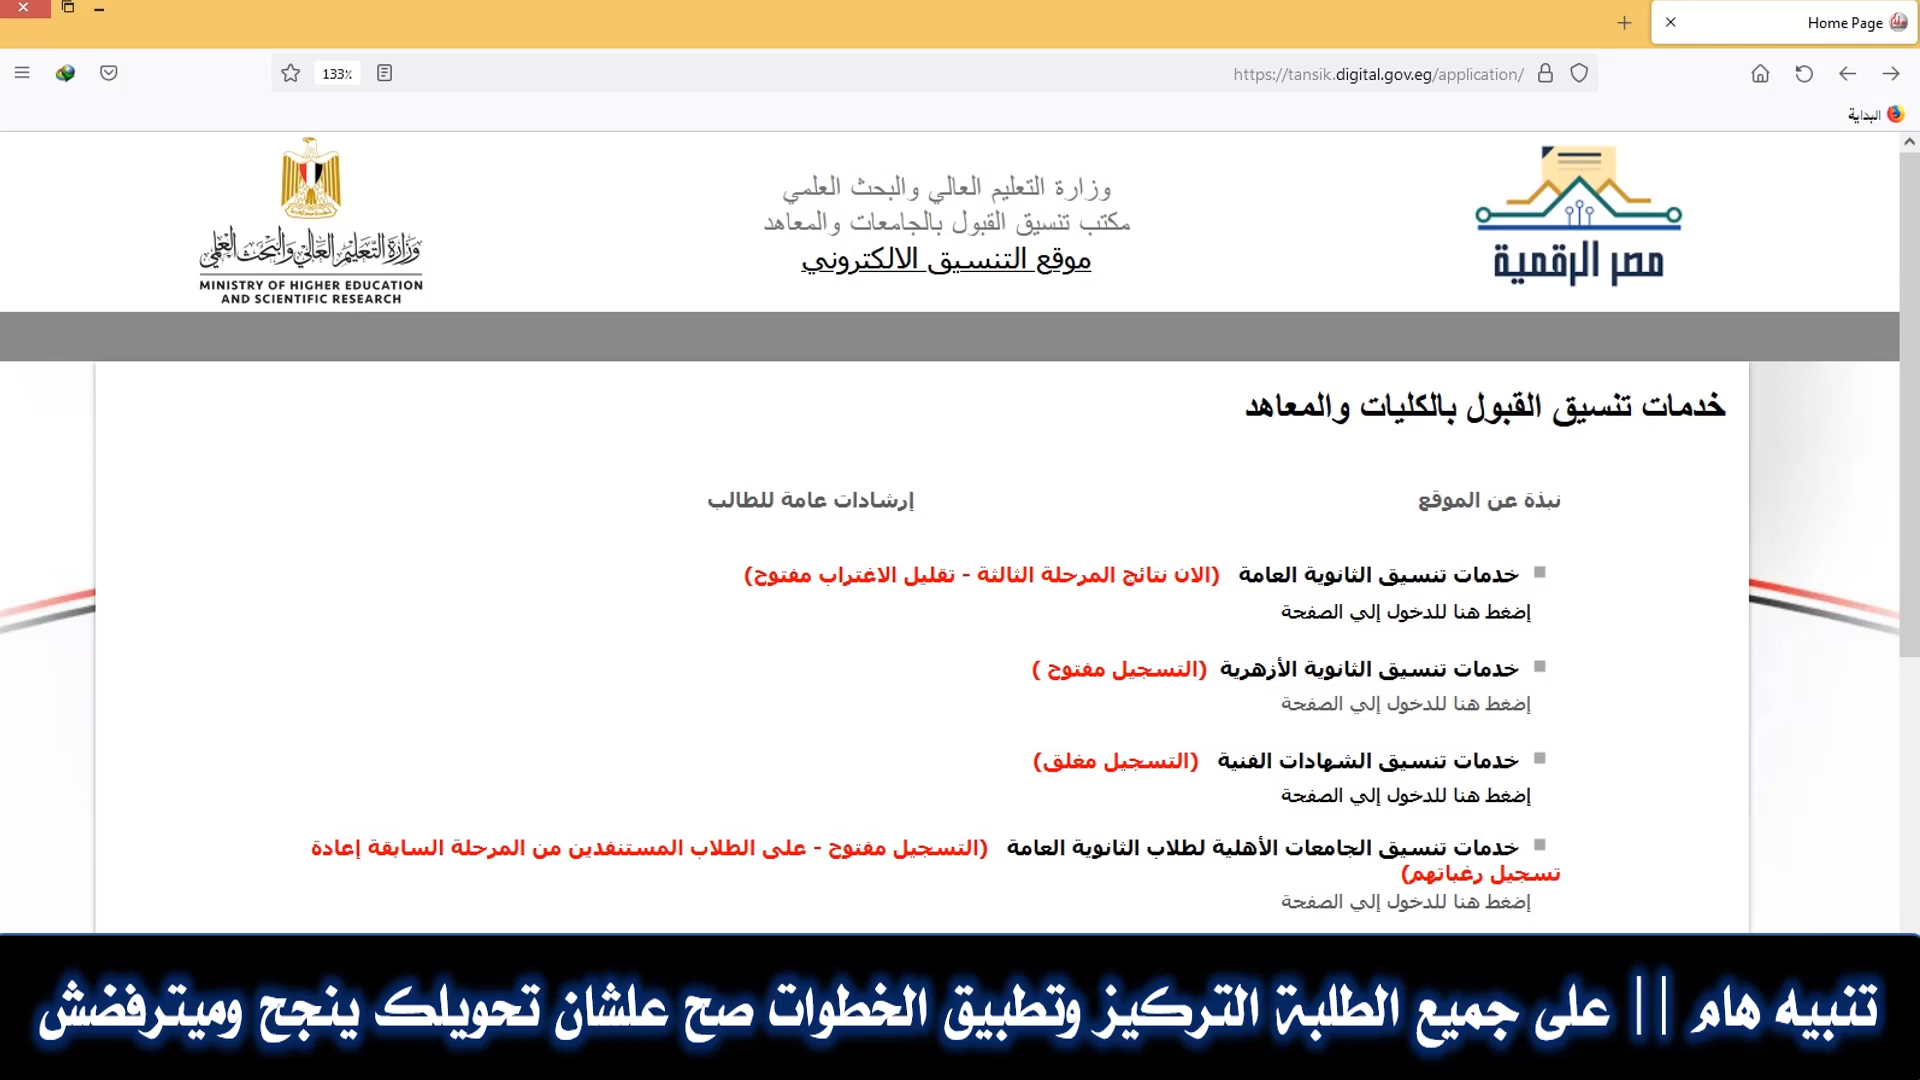 Home Page
133%
https://tansik.digital.gov.eg/application/
البداية
مصر الرقمية
وزارة التعليم العالي والبحث العلمي
مكتب تنسيق القبول بالجامعات والمعاهد
موقع التنسيق الالكتروني
وزارة التعليم العالي والبحث العلمي
MINISTRY OF HIGHER EDUCATION
AND SCIENTIFIC RESEARCH
خدمات تنسيق القبول بالكليات والمعاهد
نبذة عن الموقع
إرشادات عامة للطالب
خدمات تنسيق الثانوية العامة (الان نتائج المرحلة الثالثة - تقليل الاغتراب مفتوح)
إضغط هنا للدخول إلي الصفحة
خدمات تنسيق الثانوية الأزهرية (التسجيل مفتوح )
إضغط هنا للدخول إلي الصفحة
خدمات تنسيق الشهادات الفنية (التسجيل مغلق)
إضغط هنا للدخول إلي الصفحة
خدمات تنسيق الجامعات الأهلية لطلاب الثانوية العامة (التسجيل مفتوح - على الطلاب المستنفدين من المرحلة السابقة إعادة
تسجيل رغباتهم)
إضغط هنا للدخول إلي الصفحة
تنبيه هام || على جميع الطلبة التركيز وتطبيق الخطوات صح علشان تحويلك ينجح وميترفضش